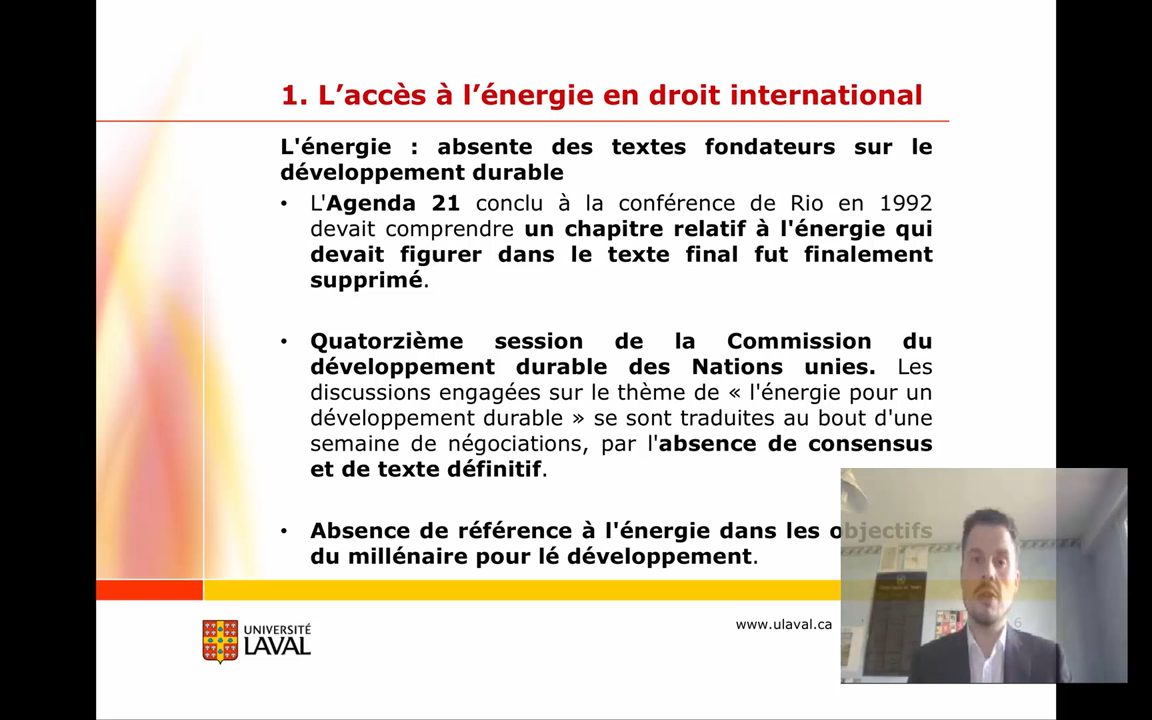 1. L’accès à l’énergie en droit international
L'énergie : absente des textes fondateurs sur le
développement durable
• L'Agenda 21 conclu à la conférence de Rio en 1992
devait comprendre un chapitre relatif à l'énergie qui
devait figurer dans le texte final fut finalement
supprimé.
• Quatorzième session de la Commission du
développement durable des Nations unies. Les
discussions engagées sur le thème de « l'énergie pour un
développement durable » se sont traduites au bout d'une
semaine de négociations, par l'absence de consensus
et de texte définitif.
• Absence de référence à l'énergie dans les objectifs
du millénaire pour lé développement.
UNIVERSITÉ
LAVAL
www.ulaval.ca
6